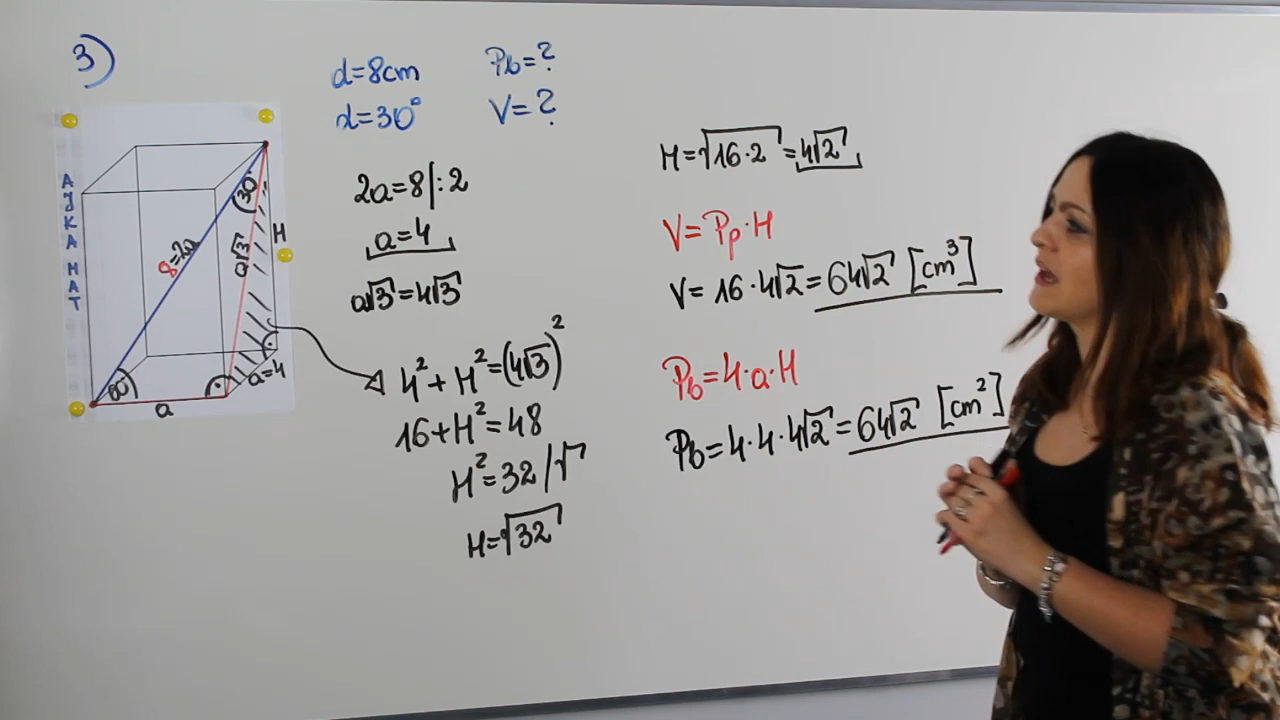 3)
d=8cm
α=30°
Pb=?
V=?
AJKA MAT
30°
8=2a
a√3
H
60°
a
a=4
2a=8/:2
a=4
a√3=4√3
4²+H²=(4√3)²
16+H²=48
H²=32/√
H=√32
H=√16·2=4√2
V=Pp·H
V=16·4√2=64√2 [cm³]
Pb=4·a·H
Pb=4·4·4√2=64√2 [cm²]